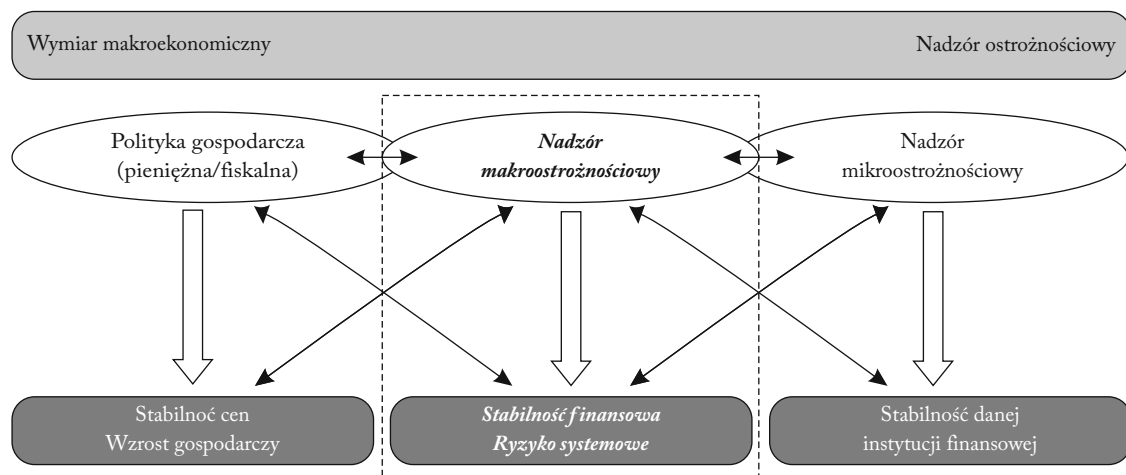 Wymiar makroekonomiczny
Nadzór ostrożnościowy
Polityka gospodarcza
(pieniężna/fiskalna)
Nadzór
makroostrożnościowy
Nadzór
mikroostrożnościowy
Stabilnoć cen
Wzrost gospodarczy
Stabilność finansowa
Ryzyko systemowe
Stabilność danej
instytucji finansowej